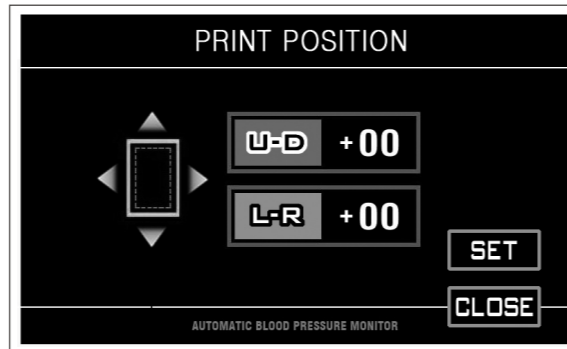 PRINT POSITION
U-D +00
L-R +00
SET
CLOSE
AUTOMATIC BLOOD PRESSURE MONITOR